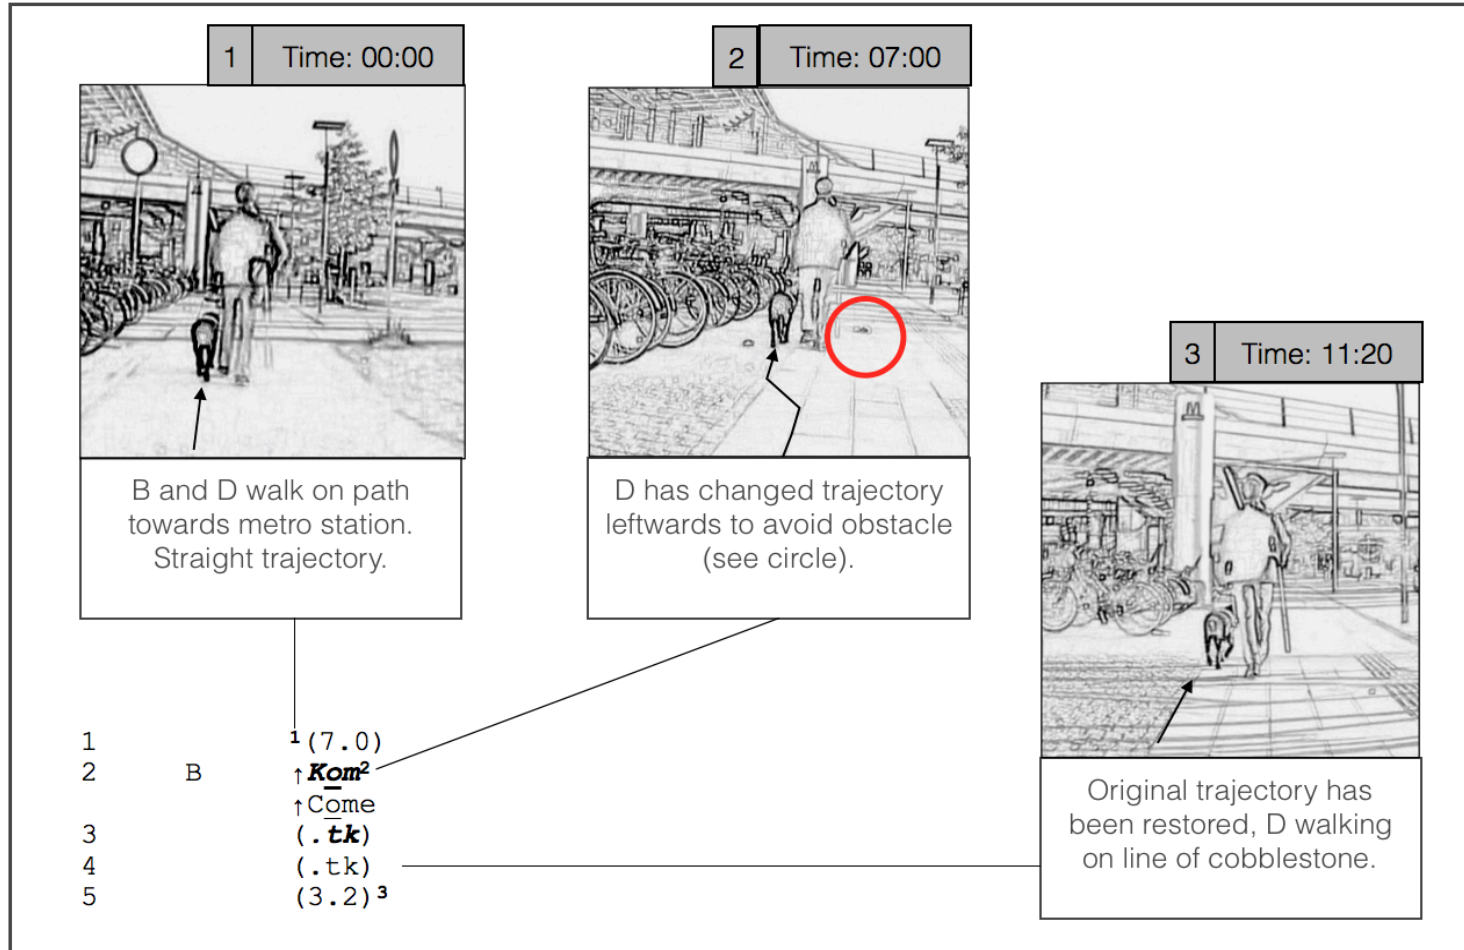 1 Time: 00:00
2 Time: 07:00
3 Time: 11:20
B and D walk on path
towards metro station.
Straight trajectory.
D has changed trajectory
leftwards to avoid obstacle
(see circle).
Original trajectory has
been restored, D walking
on line of cobblestone.
1 ¹(7.0)
2 B ↑Kom²
↑Come
3 (.tk)
4 (.tk)
5 (3.2)³
M
M
M